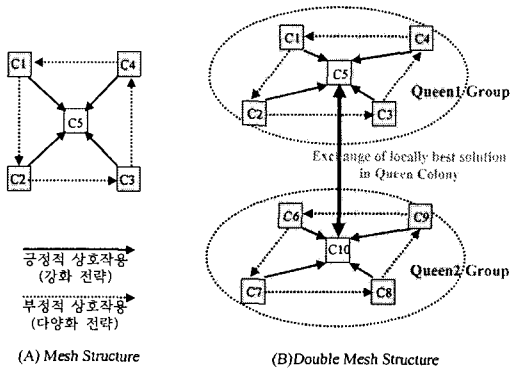 C1
C4
C5
C2
C3
긍정적 상호작용
(강화 전략)
부정적 상호작용
(다양화 전략)
(A) Mesh Structure
C1
C4
C5
C2
C3
Queen1 Group
Exchange of locally best solution
in Queen Colony
C6
C9
C10
C7
C8
Queen2 Group
(B)Double Mesh Structure